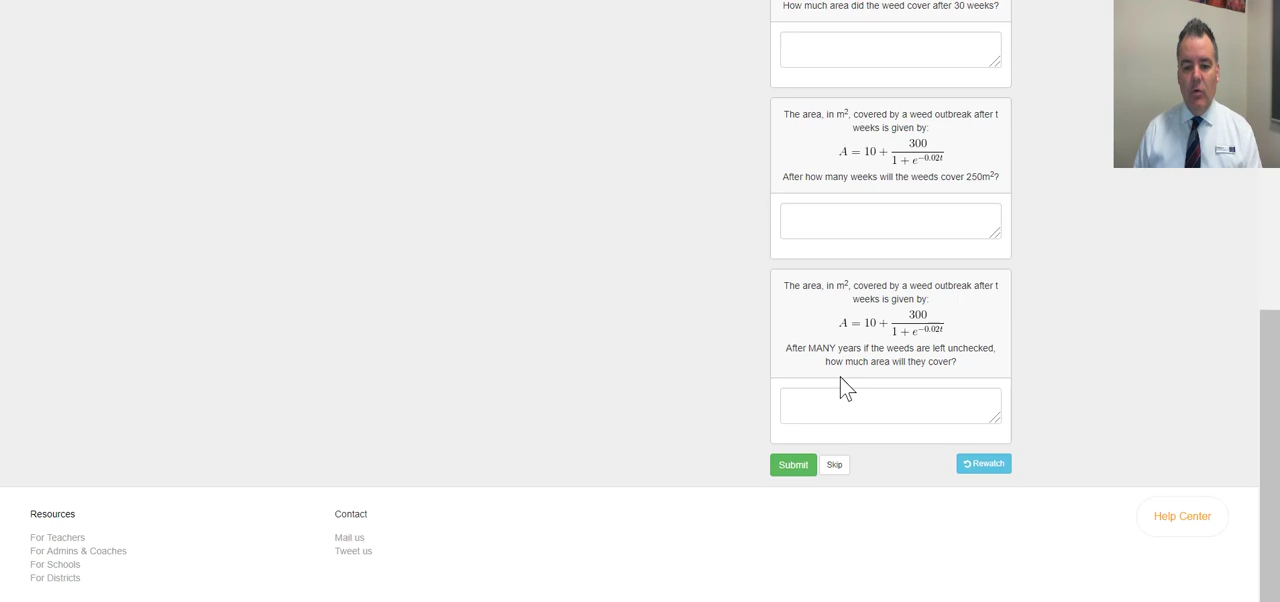 How much area did the weed cover after 30 weeks?
The area, in m², covered by a weed outbreak after t
weeks is given by:
A = 10 + 300 / (1 + e^{-0.02t})
After how many weeks will the weeds cover 250m²?
The area, in m², covered by a weed outbreak after t
weeks is given by:
A = 10 + 300 / (1 + e^{-0.02t})
After MANY years if the weeds are left unchecked,
how much area will they cover?
Submit Skip Rewatch
Resources
For Teachers
For Admins & Coaches
For Schools
For Districts
Contact
Mail us
Tweet us
Help Center